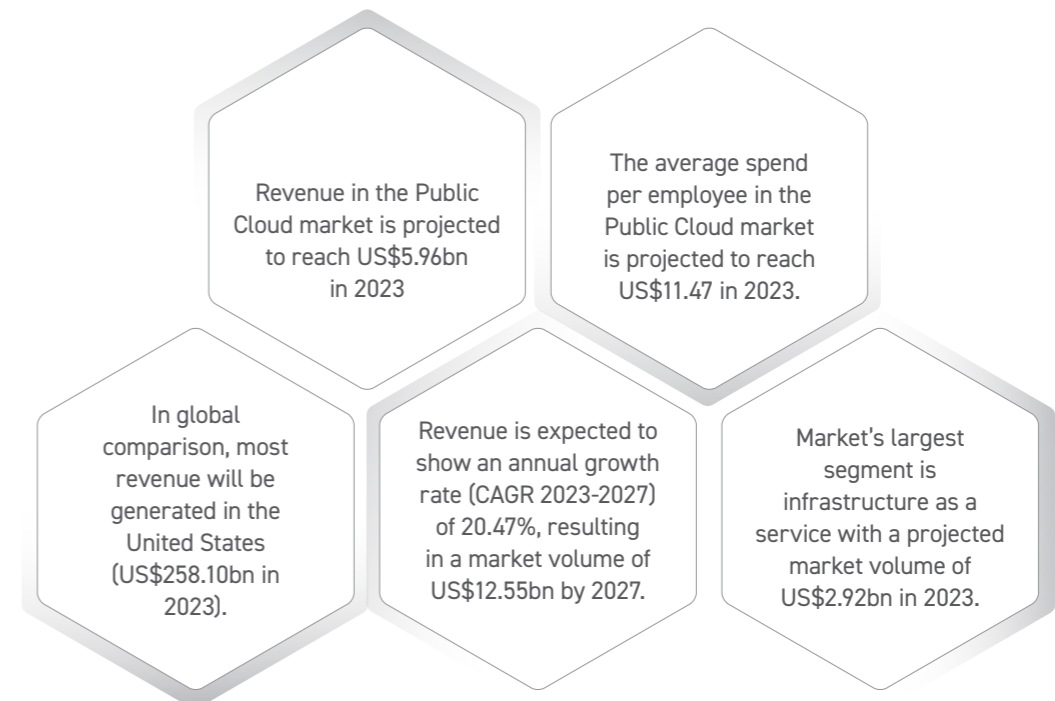 Revenue in the Public
Cloud market is projected
to reach US$5.96bn
in 2023
The average spend
per employee in the
Public Cloud market
is projected to reach
US$11.47 in 2023.
In global
comparison, most
revenue will be
generated in the
United States
(US$258.10bn in
2023).
Revenue is expected to
show an annual growth
rate (CAGR 2023-2027)
of 20.47%, resulting
in a market volume of
US$12.55bn by 2027.
Market's largest
segment is
infrastructure as a
service with a projected
market volume of
US$2.92bn in 2023.